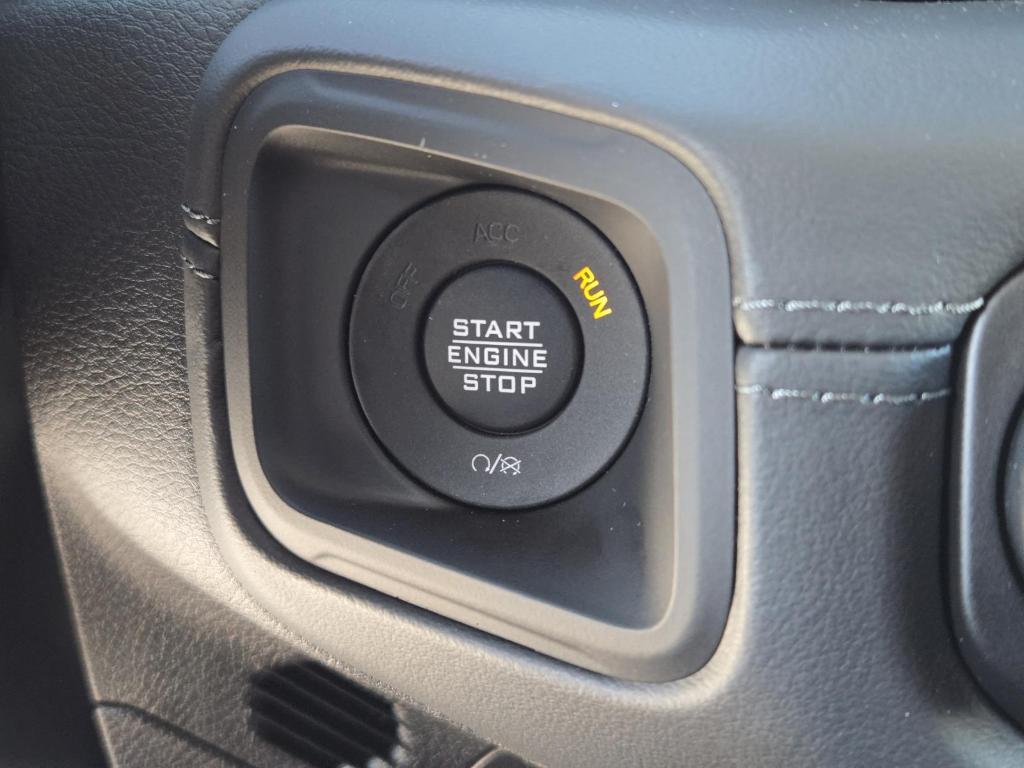 ACC
OFF
RUN
START
ENGINE
STOP